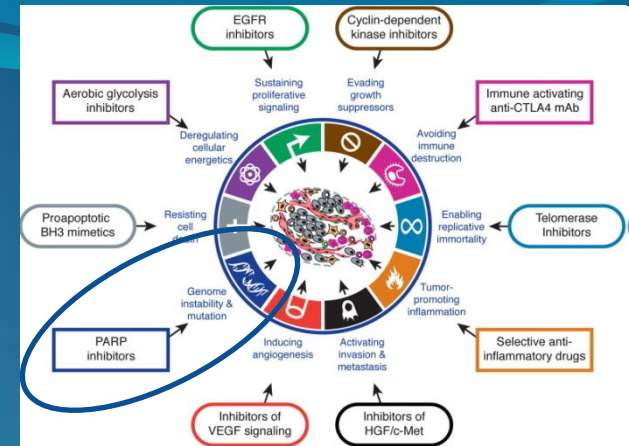 EGFR
inhibitors
Cyclin-dependent
kinase inhibitors
Sustaining
proliferative
signaling
Evading
growth
suppressors
Aerobic glycolysis
inhibitors
Immune activating
anti-CTLA4 mAb
Deregulating
cellular
energetics
Avoiding
immune
destruction
Proapoptotic
BH3 mimetics
Resisting
cell
death
Enabling
replicative
immortality
Telomerase
Inhibitors
Genome
instability &
mutation
Tumor-
promoting
inflammation
PARP
inhibitors
Inducing
angiogenesis
Activating
invasion &
metastasis
Selective anti-
inflammatory drugs
Inhibitors of
VEGF signaling
Inhibitors of
HGF/c-Met